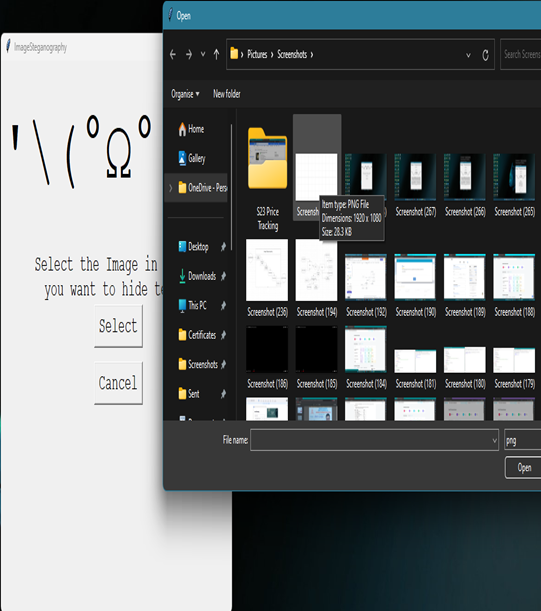 ImageSteganography
'\(°Ω°
Select the Image in
you want to hide te
Select
Cancel
Open
Pictures > Screenshots >
Search Screens
Organise
New folder
Home
Gallery
OneDrive - Pers
Desktop
Downloads
This PC
Certificates
Screenshots
Sent
S23 Price
Tracking
Screensh
Item type: PNG File
Dimensions: 1920 x 1080
Size: 28.3 KB
Screenshot (267)
Screenshot (266)
Screenshot (265)
Screenshot (236)
Screenshot (194)
Screenshot (192)
Screenshot (190)
Screenshot (189)
Screenshot (188)
Screenshot (186)
Screenshot (185)
Screenshot (184)
Screenshot (181)
Screenshot (180)
Screenshot (179)
File name:
png
Open